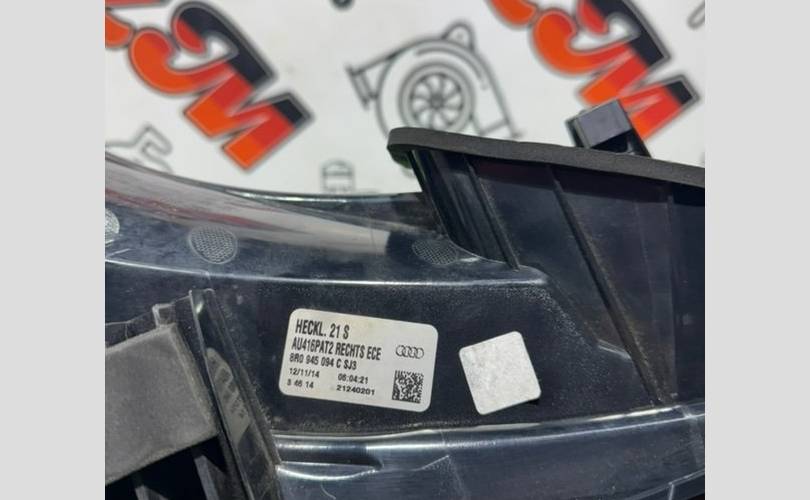 HECKL. 21 S
AU416PAT2 RECHTS ECE
8R0 945 094 C SJ3
12/11/14 06:04:21
S 46 14 21240201